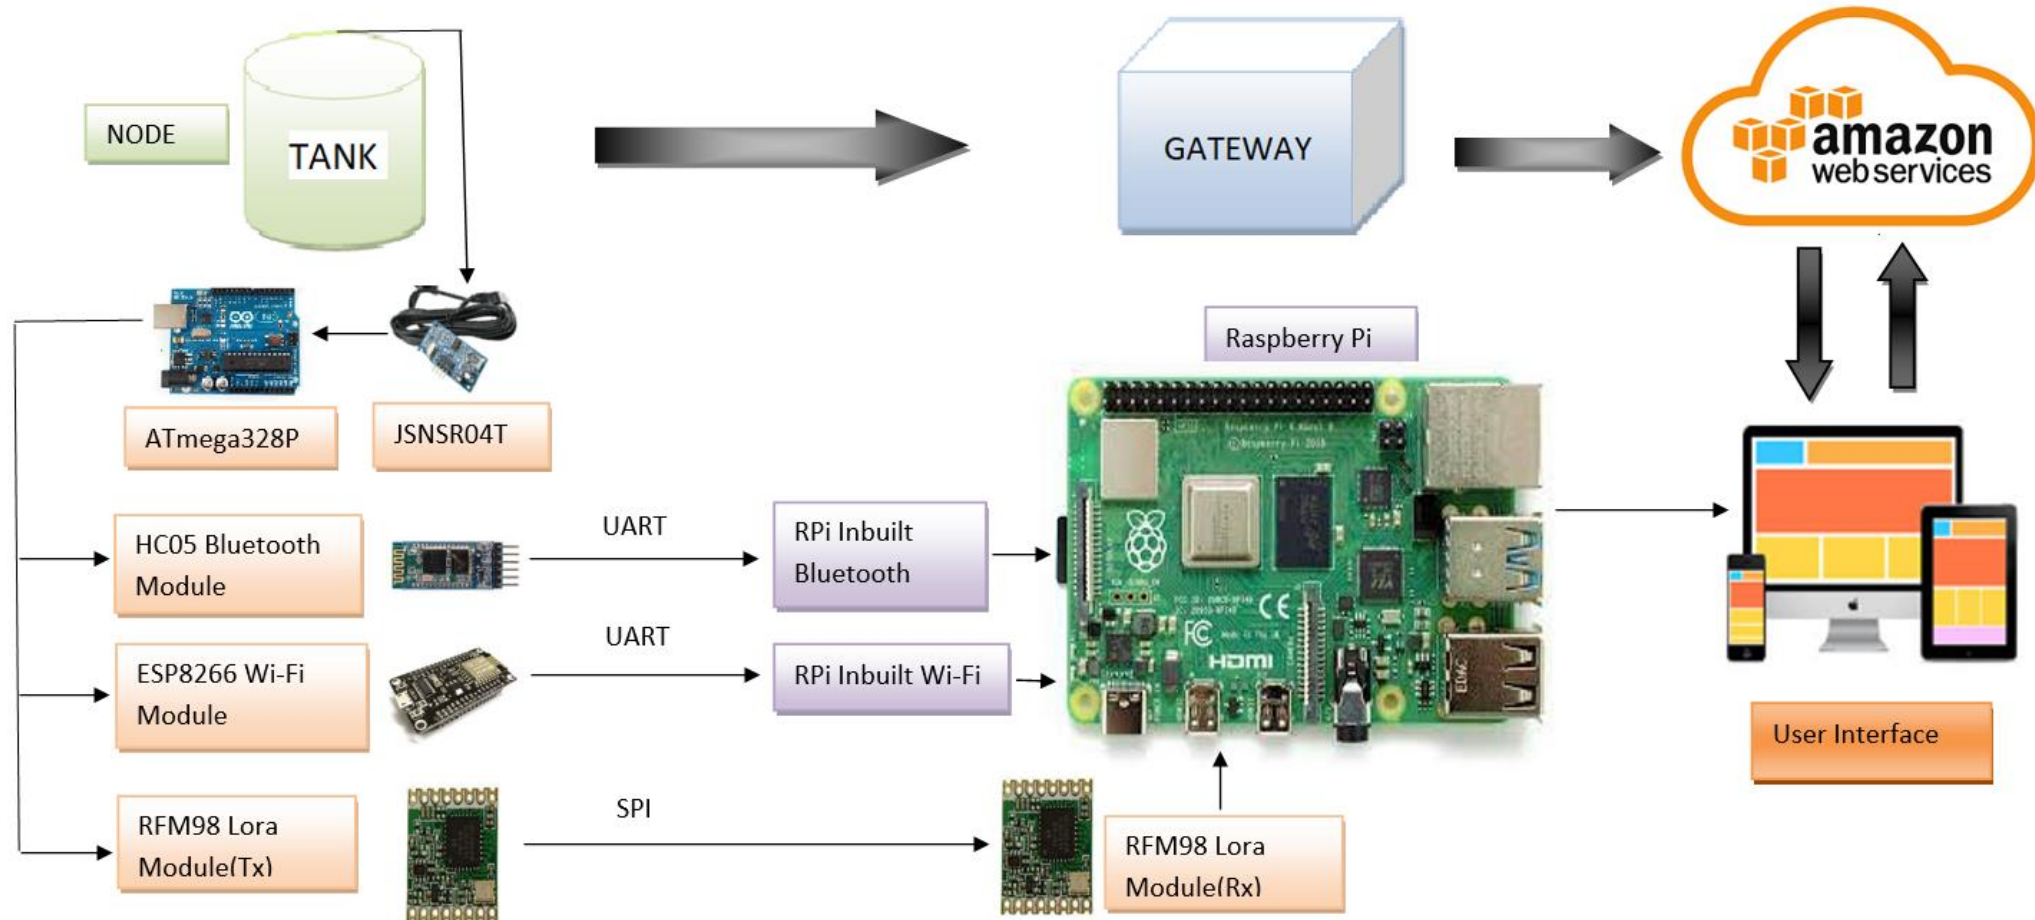 NODE
TANK
GATEWAY
amazon
web services
ATmega328P
JSNSR04T
Raspberry Pi
HC05 Bluetooth
Module
UART
RPi Inbuilt
Bluetooth
ESP8266 Wi-Fi
Module
UART
RPi Inbuilt Wi-Fi
HDMI
User Interface
RFM98 Lora
Module(Tx)
SPI
RFM98 Lora
Module(Rx)